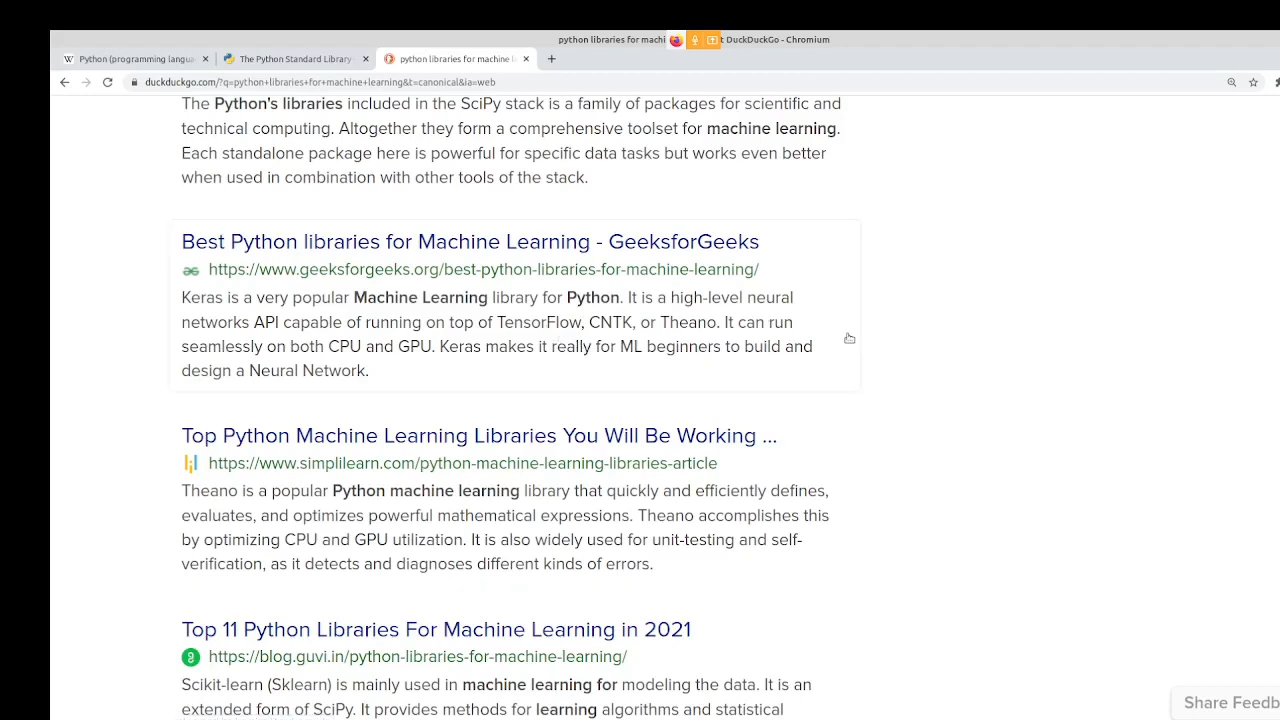 python libraries for machi t DuckDuckGo - Chromium
Python (programming langua
The Python Standard Library
python libraries for machine l
duckduckgo.com/?q=python+libraries+for+machine+learning&t=canonical&ia=web
The Python's libraries included in the SciPy stack is a family of packages for scientific and
technical computing. Altogether they form a comprehensive toolset for machine learning.
Each standalone package here is powerful for specific data tasks but works even better
when used in combination with other tools of the stack.
Best Python libraries for Machine Learning - GeeksforGeeks
https://www.geeksforgeeks.org/best-python-libraries-for-machine-learning/
Keras is a very popular Machine Learning library for Python. It is a high-level neural
networks API capable of running on top of TensorFlow, CNTK, or Theano. It can run
seamlessly on both CPU and GPU. Keras makes it really for ML beginners to build and
design a Neural Network.
Top Python Machine Learning Libraries You Will Be Working ...
https://www.simplilearn.com/python-machine-learning-libraries-article
Theano is a popular Python machine learning library that quickly and efficiently defines,
evaluates, and optimizes powerful mathematical expressions. Theano accomplishes this
by optimizing CPU and GPU utilization. It is also widely used for unit-testing and self-
verification, as it detects and diagnoses different kinds of errors.
Top 11 Python Libraries For Machine Learning in 2021
https://blog.guvi.in/python-libraries-for-machine-learning/
Scikit-learn (Sklearn) is mainly used in machine learning for modeling the data. It is an
extended form of SciPy. It provides methods for learning algorithms and statistical
Share Feedb